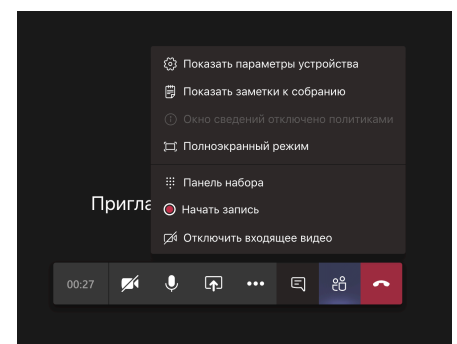 Показать параметры устройства
Показать заметки к собранию
Окно сведений отключено политиками
Полноэкранный режим
Панель набора
Пригла
Начать запись
Отключить входящее видео
00:27